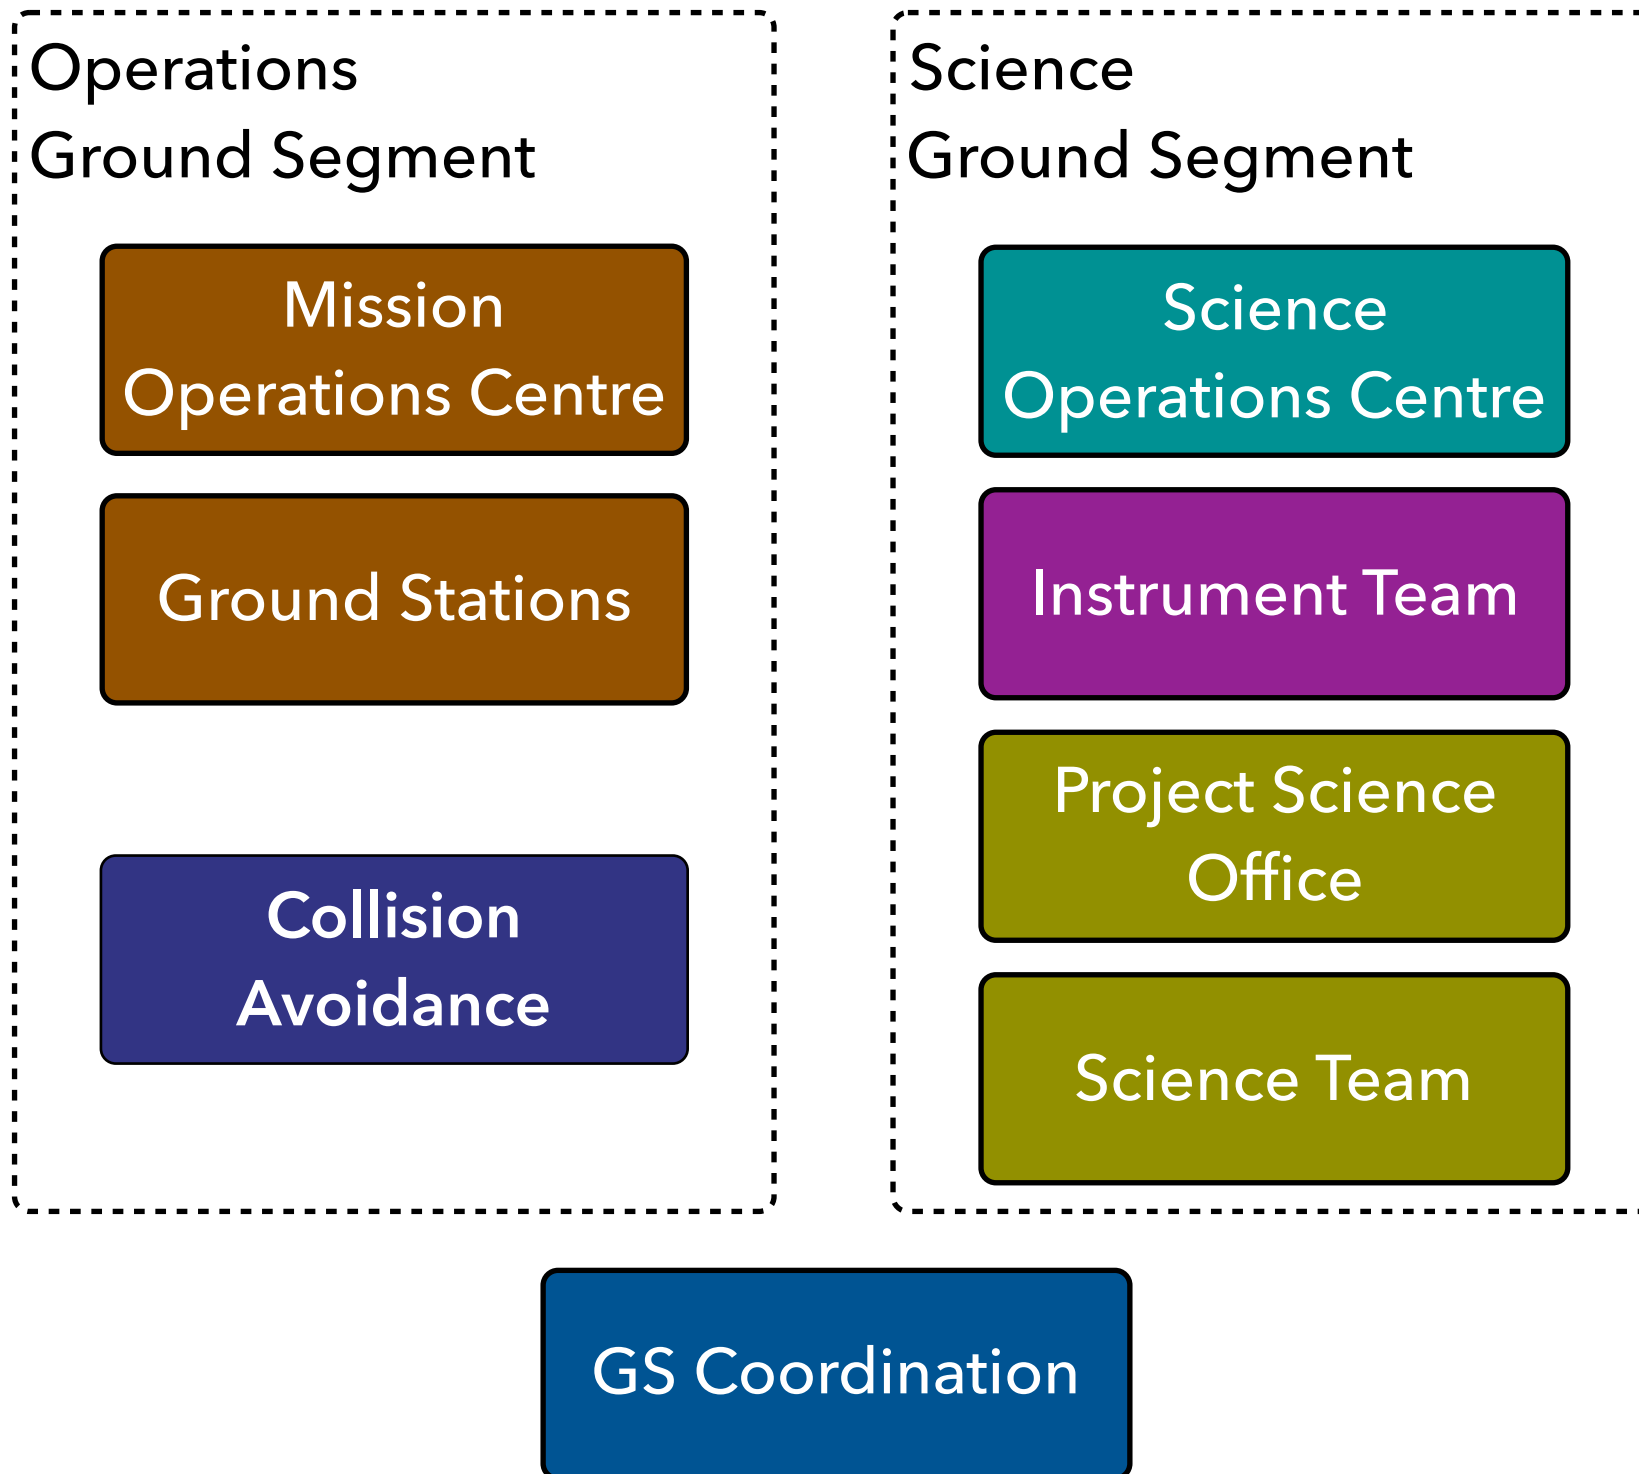 Operations
Ground Segment
Mission
Operations Centre
Ground Stations
Collision
Avoidance
Science
Ground Segment
Science
Operations Centre
Instrument Team
Project Science
Office
Science Team
GS Coordination